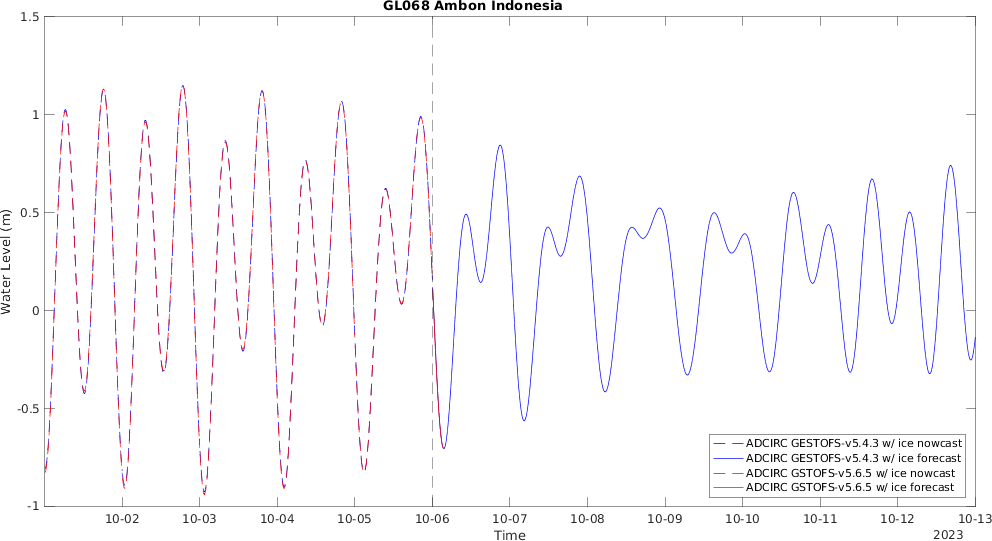 GL068 Ambon Indonesia
1.5
1
0.5
0
-0.5
-1
Water Level (m)
10-02 10-03 10-04 10-05 10-06 10-07 10-08 10-09 10-10 10-11 10-12 10-13
Time
2023
ADCIRC GESTOFS-v5.4.3 w/ ice nowcast
ADCIRC GESTOFS-v5.4.3 w/ ice forecast
ADCIRC GSTOFS-v5.6.5 w/ ice nowcast
ADCIRC GSTOFS-v5.6.5 w/ ice forecast